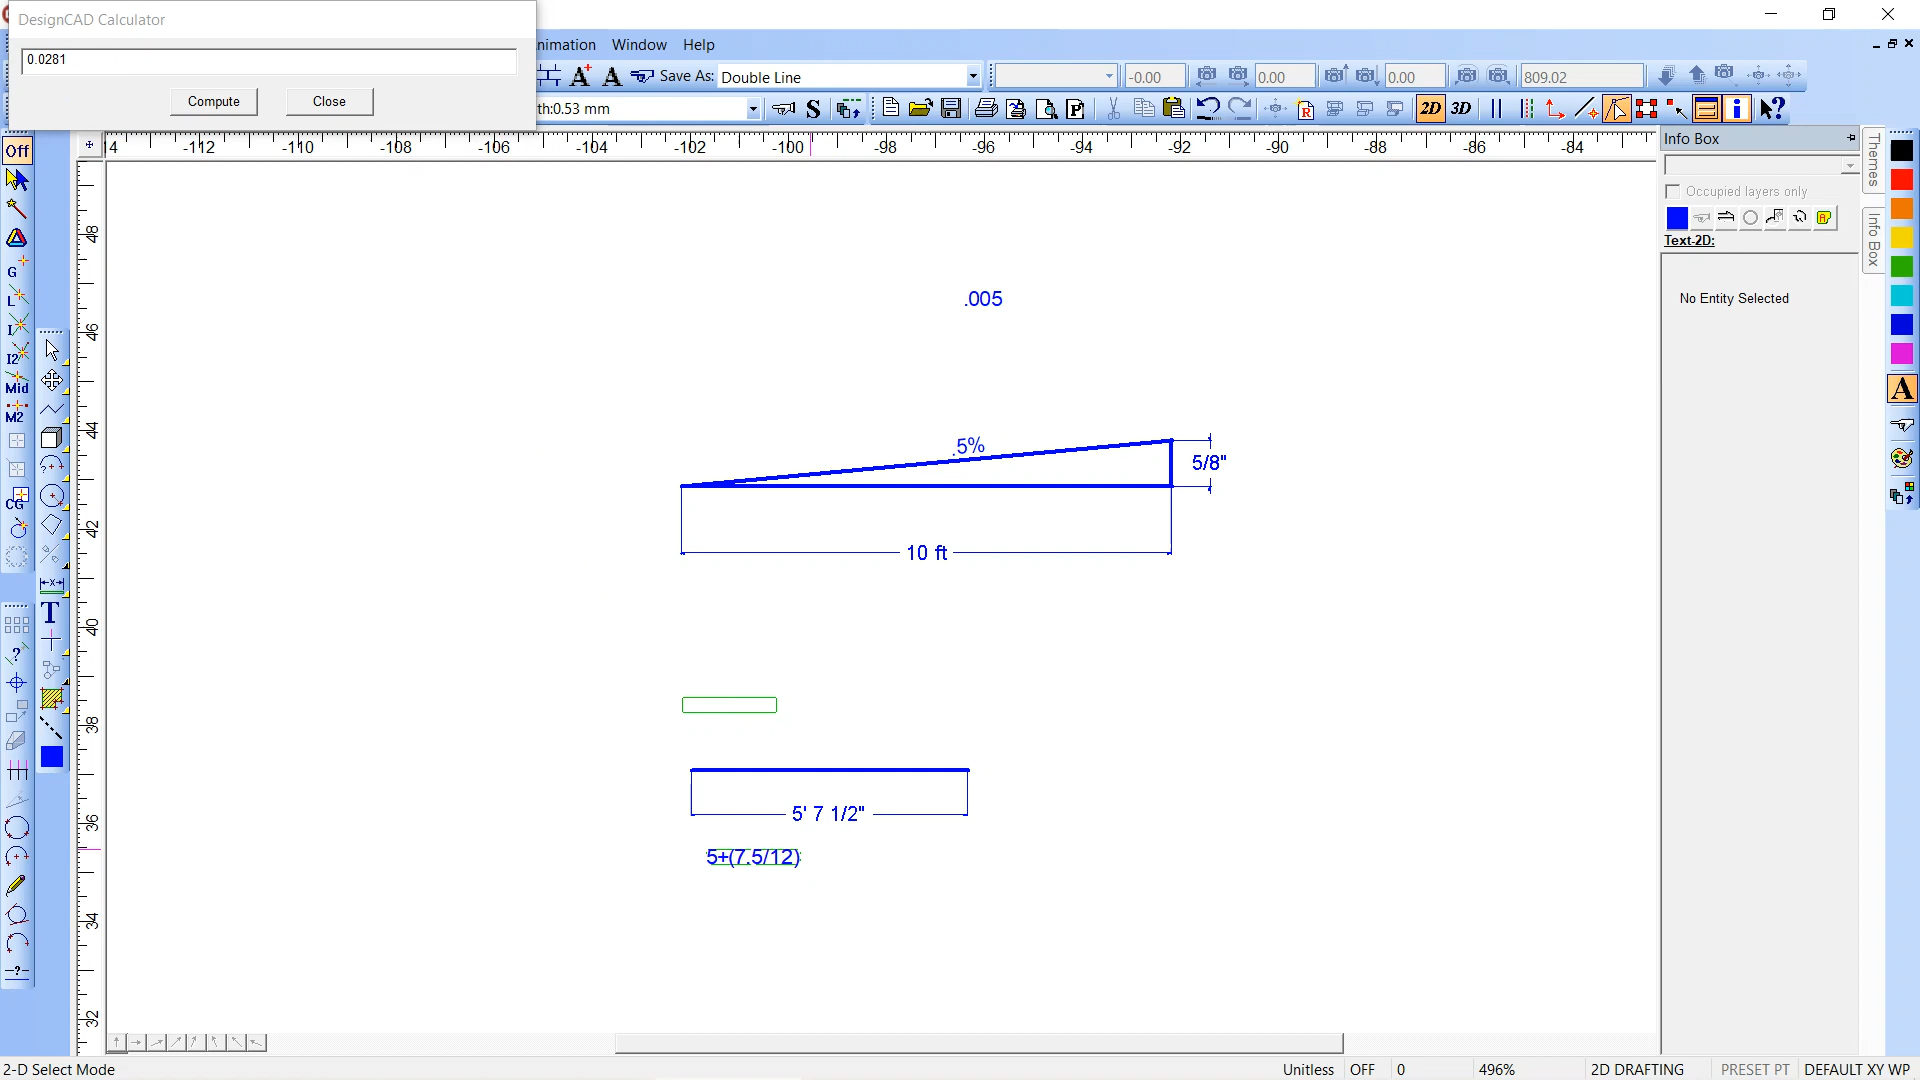 DesignCAD Calculator
0.0281
Compute
Close
nimation
Window
Help
Save As:
Double Line
-0.00
0.00
0.00
809.02
th:0.53 mm
2D
3D
Off
G
L
I
I2
Mid
M2
CG
T
-112
-110
-108
-106
-104
-102
-100
-98
-96
-94
-92
-90
-88
-86
-84
48
46
44
42
40
38
36
34
32
.005
.5%
5/8"
10 ft
5' 7 1/2"
5+(7.5/12)
Info Box
Occupied layers only
Text-2D:
No Entity Selected
Themes
Info Box
2-D Select Mode
Unitless
OFF
0
496%
2D DRAFTING
PRESET PT
DEFAULT XY WP